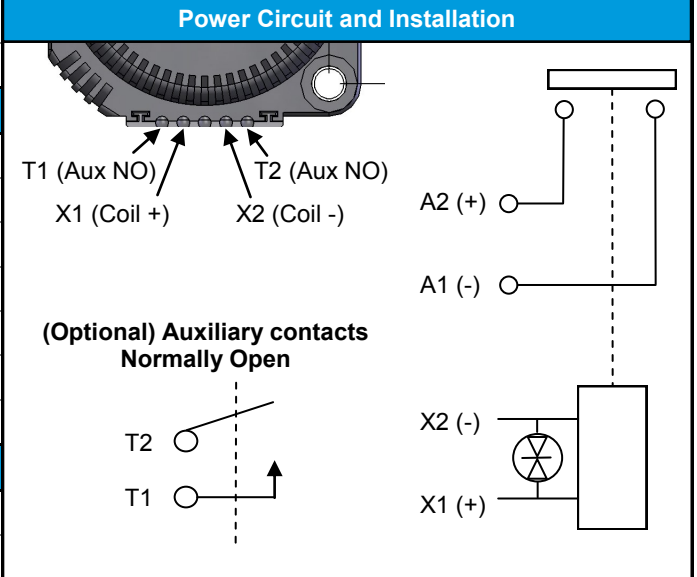 Power Circuit and Installation
T1 (Aux NO)
T2 (Aux NO)
X1 (Coil +)
X2 (Coil -)
A2 (+)
A1 (-)
(Optional) Auxiliary contacts
Normally Open
T2
T1
X2 (-)
X1 (+)